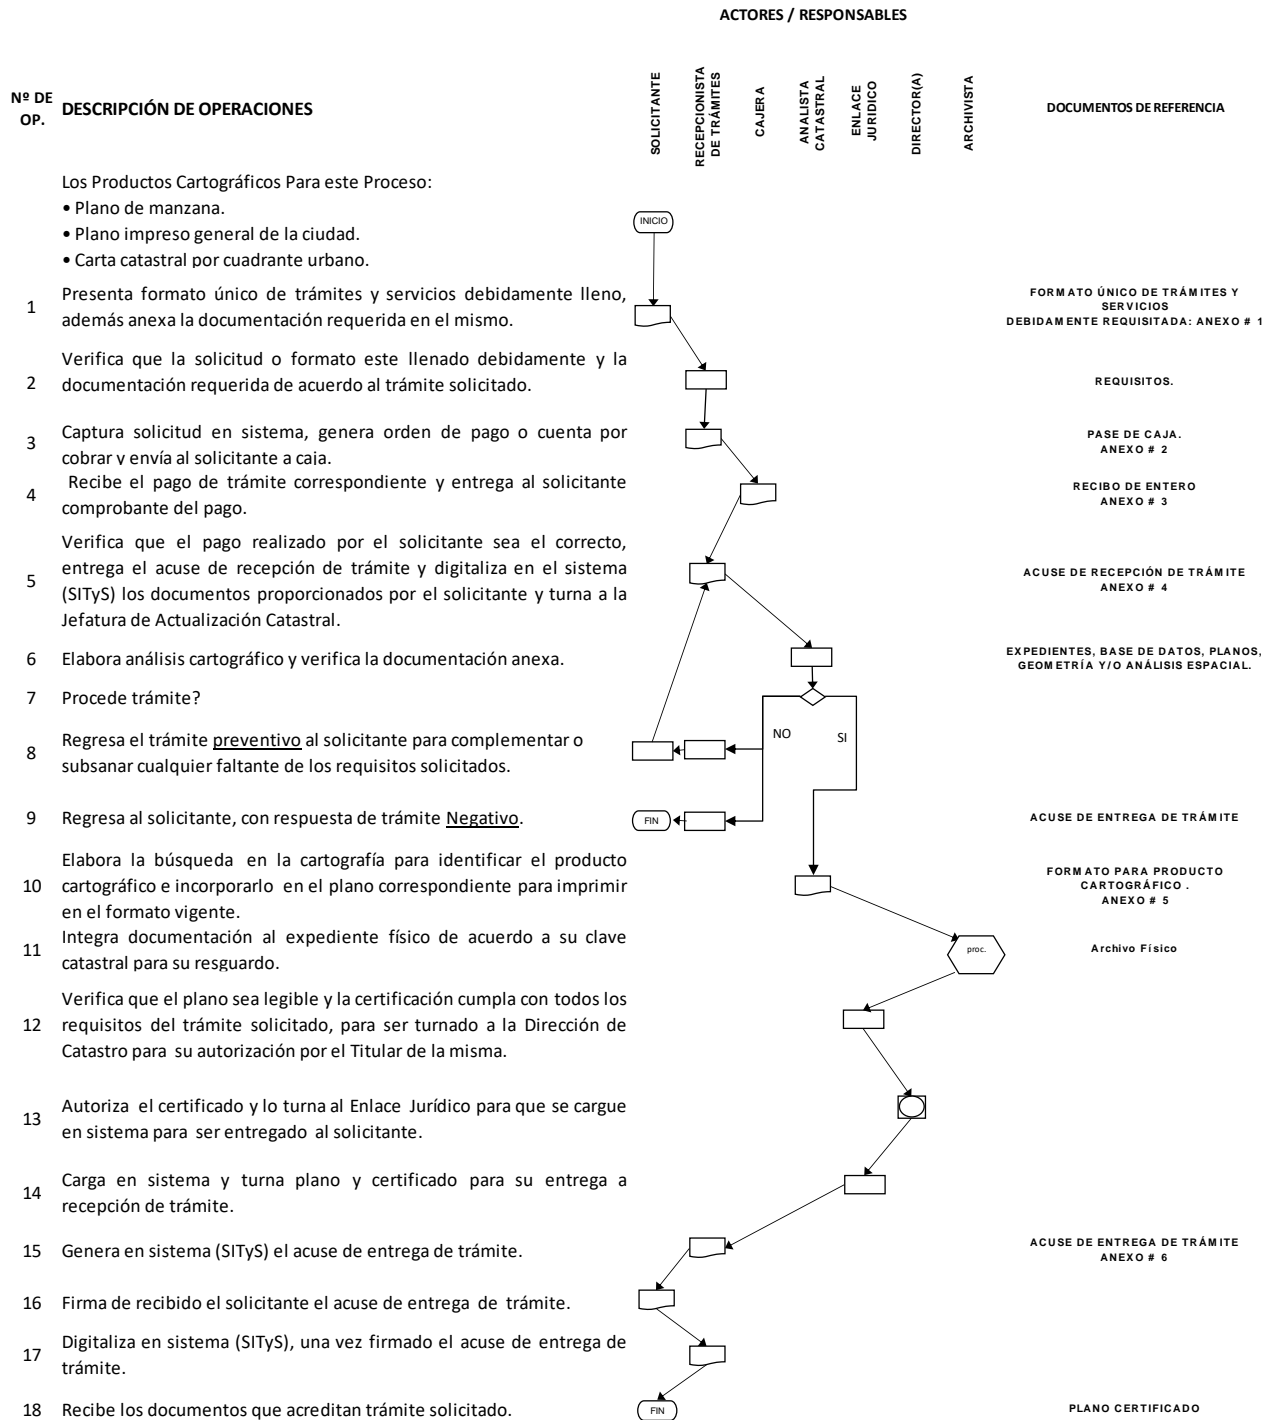 ACTORES / RESPONSABLES
Nº DE
OP.
DESCRIPCIÓN DE OPERACIONES
SOLICITANTE
RECEPCIONISTA
DE TRÁMITES
CAJERA
ANALISTA
CATASTRAL
ENLACE
JURIDICO
DIRECTOR(A)
ARCHIVISTA
DOCUMENTOS DE REFERENCIA
Los Productos Cartográficos Para este Proceso:
• Plano de manzana.
• Plano impreso general de la ciudad.
• Carta catastral por cuadrante urbano.
INICIO
1
Presenta formato único de trámites y servicios debidamente lleno,
además anexa la documentación requerida en el mismo.
FORMATO ÚNICO DE TRÁMITES Y
SERVICIOS
DEBIDAMENTE REQUISITADA: ANEXO # 1
2
Verifica que la solicitud o formato este llenado debidamente y la
documentación requerida de acuerdo al trámite solicitado.
REQUISITOS.
3
Captura solicitud en sistema, genera orden de pago o cuenta por
cobrar y envía al solicitante a caja.
PASE DE CAJA.
ANEXO # 2
4
Recibe el pago de trámite correspondiente y entrega al solicitante
comprobante del pago.
RECIBO DE ENTERO
ANEXO # 3
5
Verifica que el pago realizado por el solicitante sea el correcto,
entrega el acuse de recepción de trámite y digitaliza en el sistema
(SITyS) los documentos proporcionados por el solicitante y turna a la
Jefatura de Actualización Catastral.
ACUSE DE RECEPCIÓN DE TRÁMITE
ANEXO # 4
6
Elabora análisis cartográfico y verifica la documentación anexa.
EXPEDIENTES, BASE DE DATOS, PLANOS,
GEOMETRÍA Y/O ANÁLISIS ESPACIAL.
7
Procede trámite?
NO
SI
8
Regresa el trámite preventivo al solicitante para complementar o
subsanar cualquier faltante de los requisitos solicitados.
9
Regresa al solicitante, con respuesta de trámite Negativo.
FIN
ACUSE DE ENTREGA DE TRÁMITE
10
Elabora la búsqueda en la cartografía para identificar el producto
cartográfico e incorporarlo en el plano correspondiente para imprimir
en el formato vigente.
FORMATO PARA PRODUCTO
CARTOGRÁFICO .
ANEXO # 5
11
Integra documentación al expediente físico de acuerdo a su clave
catastral para su resguardo.
proc.
Archivo Físico
12
Verifica que el plano sea legible y la certificación cumpla con todos los
requisitos del trámite solicitado, para ser turnado a la Dirección de
Catastro para su autorización por el Titular de la misma.
13
Autoriza el certificado y lo turna al Enlace Jurídico para que se cargue
en sistema para ser entregado al solicitante.
14
Carga en sistema y turna plano y certificado para su entrega a
recepción de trámite.
15
Genera en sistema (SITyS) el acuse de entrega de trámite.
ACUSE DE ENTREGA DE TRÁMITE
ANEXO # 6
16
Firma de recibido el solicitante el acuse de entrega de trámite.
17
Digitaliza en sistema (SITyS), una vez firmado el acuse de entrega de
trámite.
18
Recibe los documentos que acreditan trámite solicitado.
FIN
PLANO CERTIFICADO